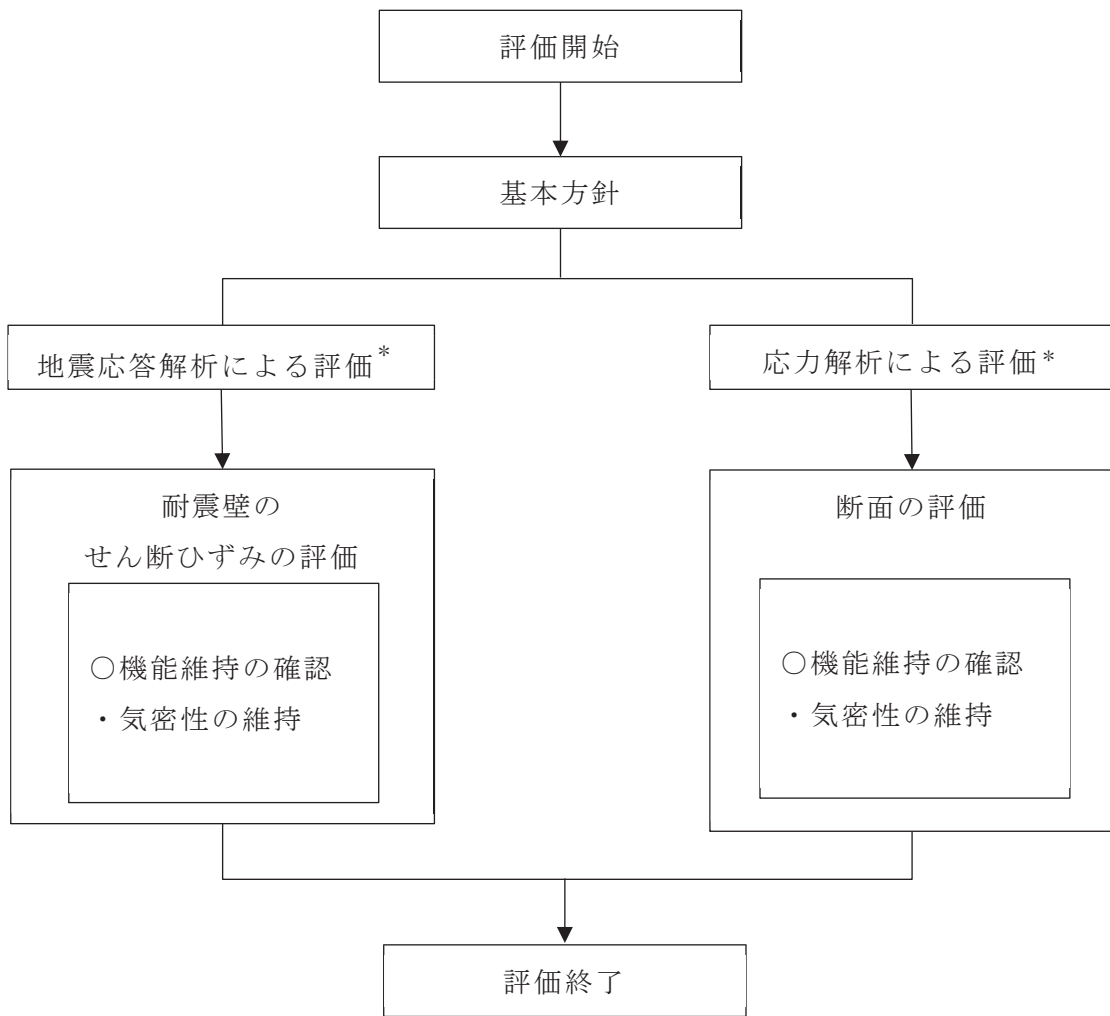 評価開始
基本方針
地震応答解析による評価*
応力解析による評価*
耐震壁の
せん断ひずみの評価
○機能維持の確認
・気密性の維持
断面の評価
○機能維持の確認
・気密性の維持
評価終了